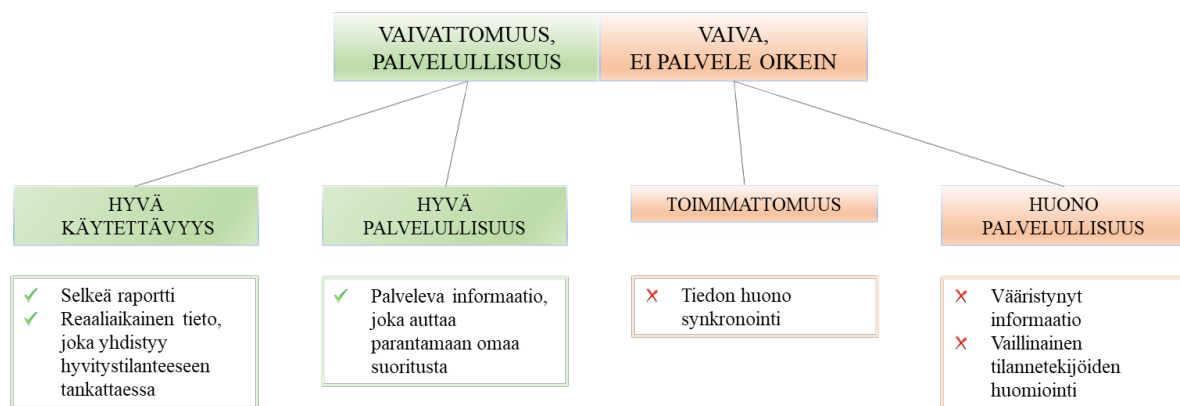 VAIVATTOMUUS,
PALVELULLISUUS
VAIVA,
EI PALVELE OIKEIN
HYVÄ
KÄYTETTÄVYYS
HYVÄ
PALVELULLISUUS
TOIMIMATTOMUUS
HUONO
PALVELULLISUUS
Selkeä raportti
Reaaliaikainen tieto,
joka yhdistyy
hyvitystilanteeseen
tankattaessa
Palveleva informaatio,
joka auttaa
parantamaan omaa
suoritusta
Tiedon huono
synkronointi
Vääristynyt
informaatio
Vaillinainen
tilannetekijöiden
huomiointi